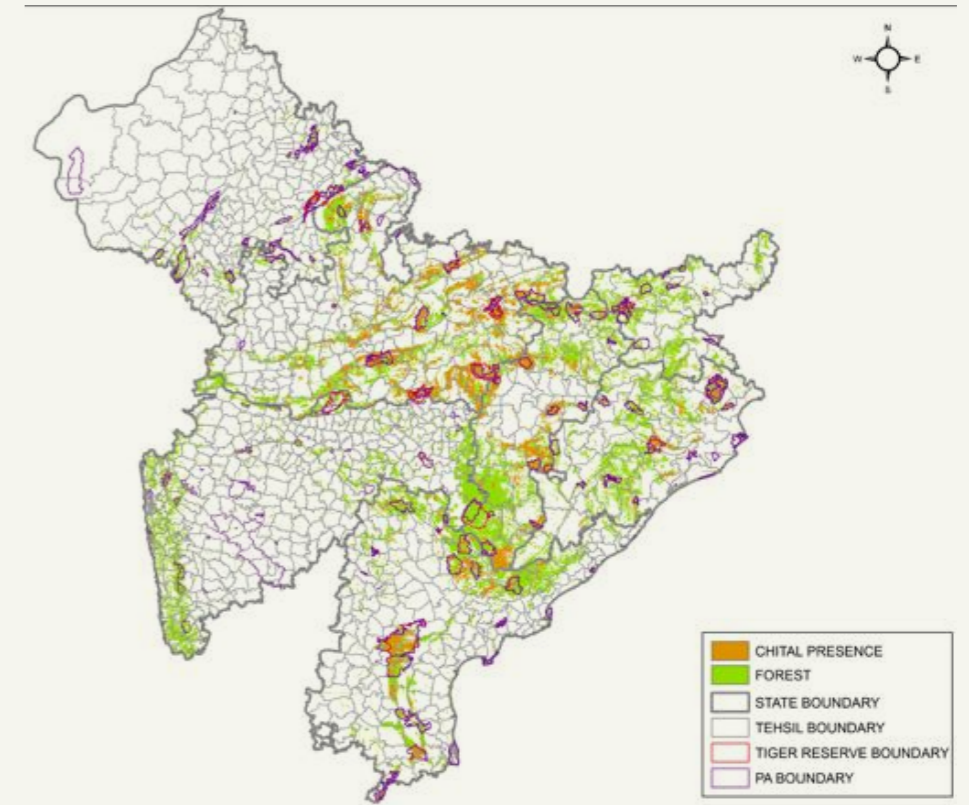 N
W E
S
CHITAL PRESENCE
FOREST
STATE BOUNDARY
TEHSIL BOUNDARY
TIGER RESERVE BOUNDARY
PA BOUNDARY